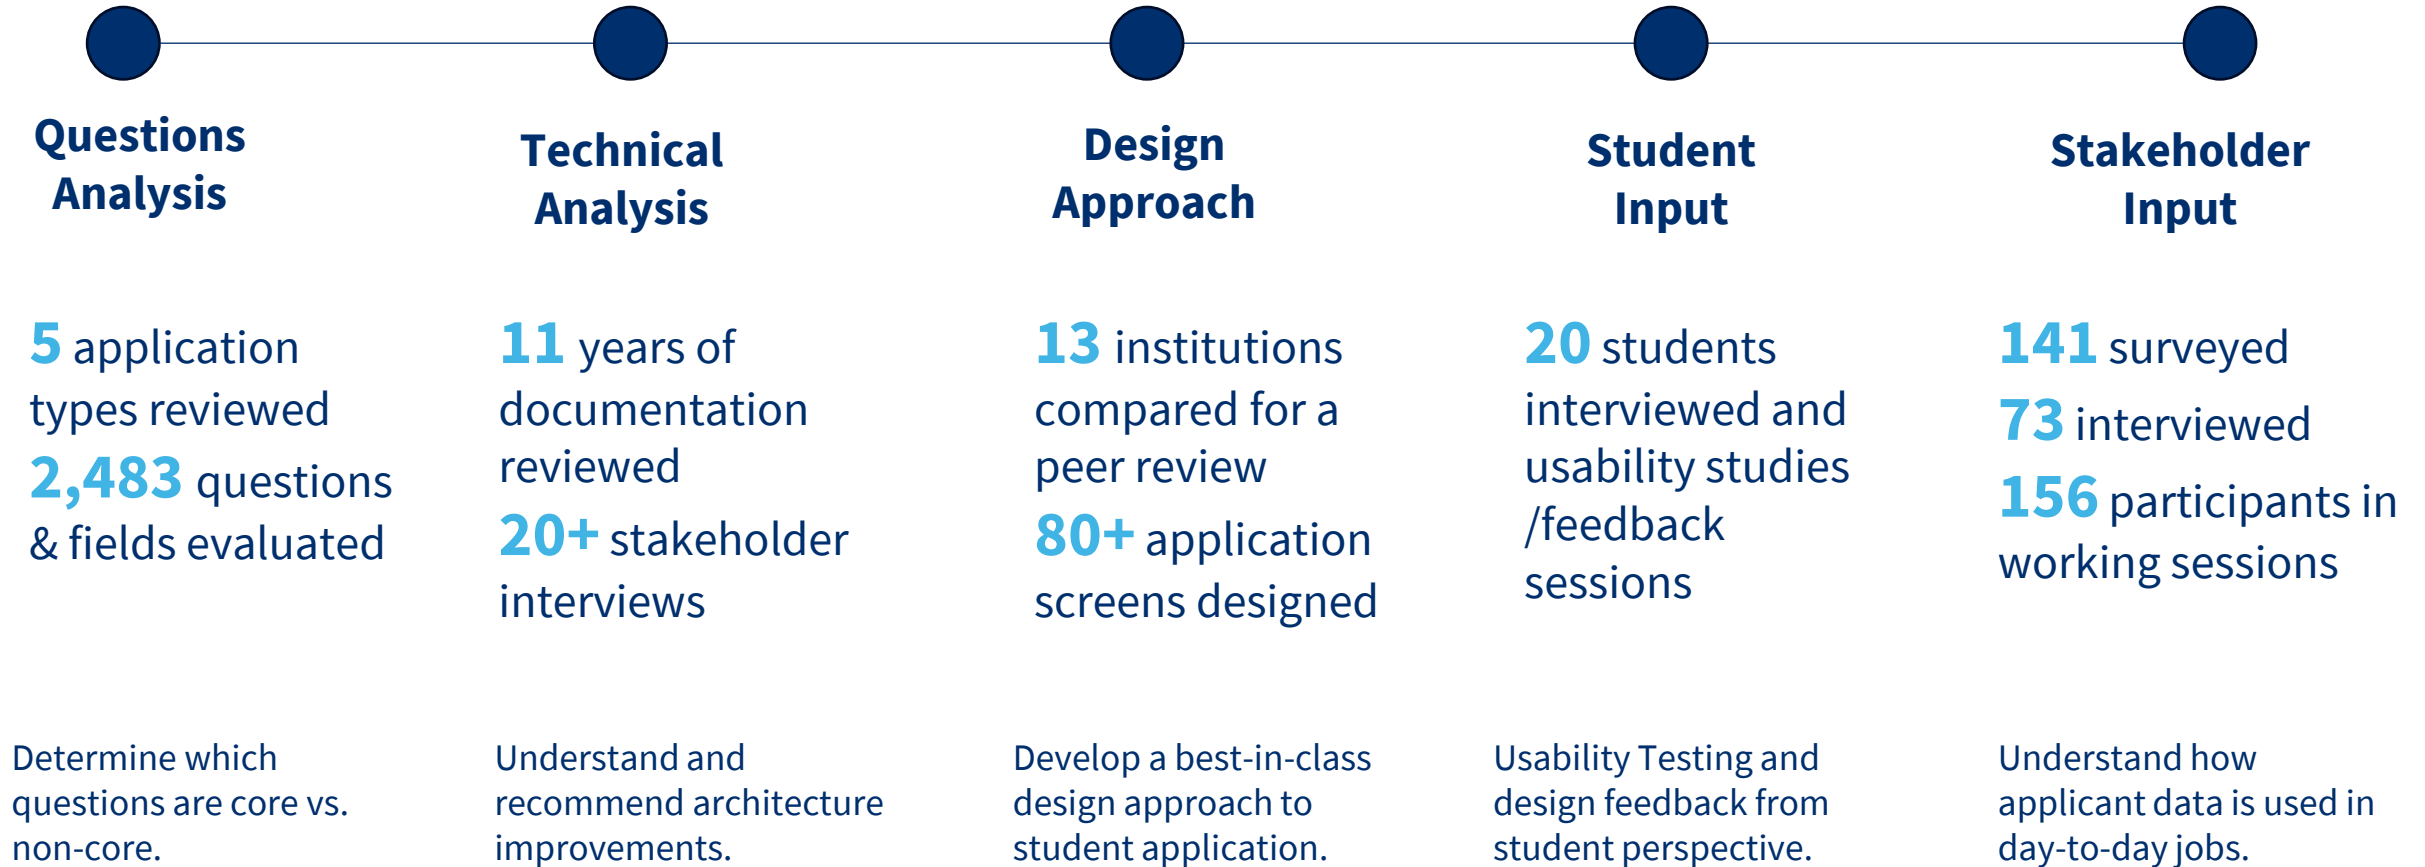 Questions
Analysis
Technical
Analysis
Design
Approach
Student
Input
Stakeholder
Input
5 application
types reviewed
2,483 questions
& fields evaluated
11 years of
documentation
reviewed
20+ stakeholder
interviews
13 institutions
compared for a
peer review
80+ application
screens designed
20 students
interviewed and
usability studies
/feedback
sessions
141 surveyed
73 interviewed
156 participants in
working sessions
Determine which
questions are core vs.
non-core.
Understand and
recommend architecture
improvements.
Develop a best-in-class
design approach to
student application.
Usability Testing and
design feedback from
student perspective.
Understand how
applicant data is used in
day-to-day jobs.